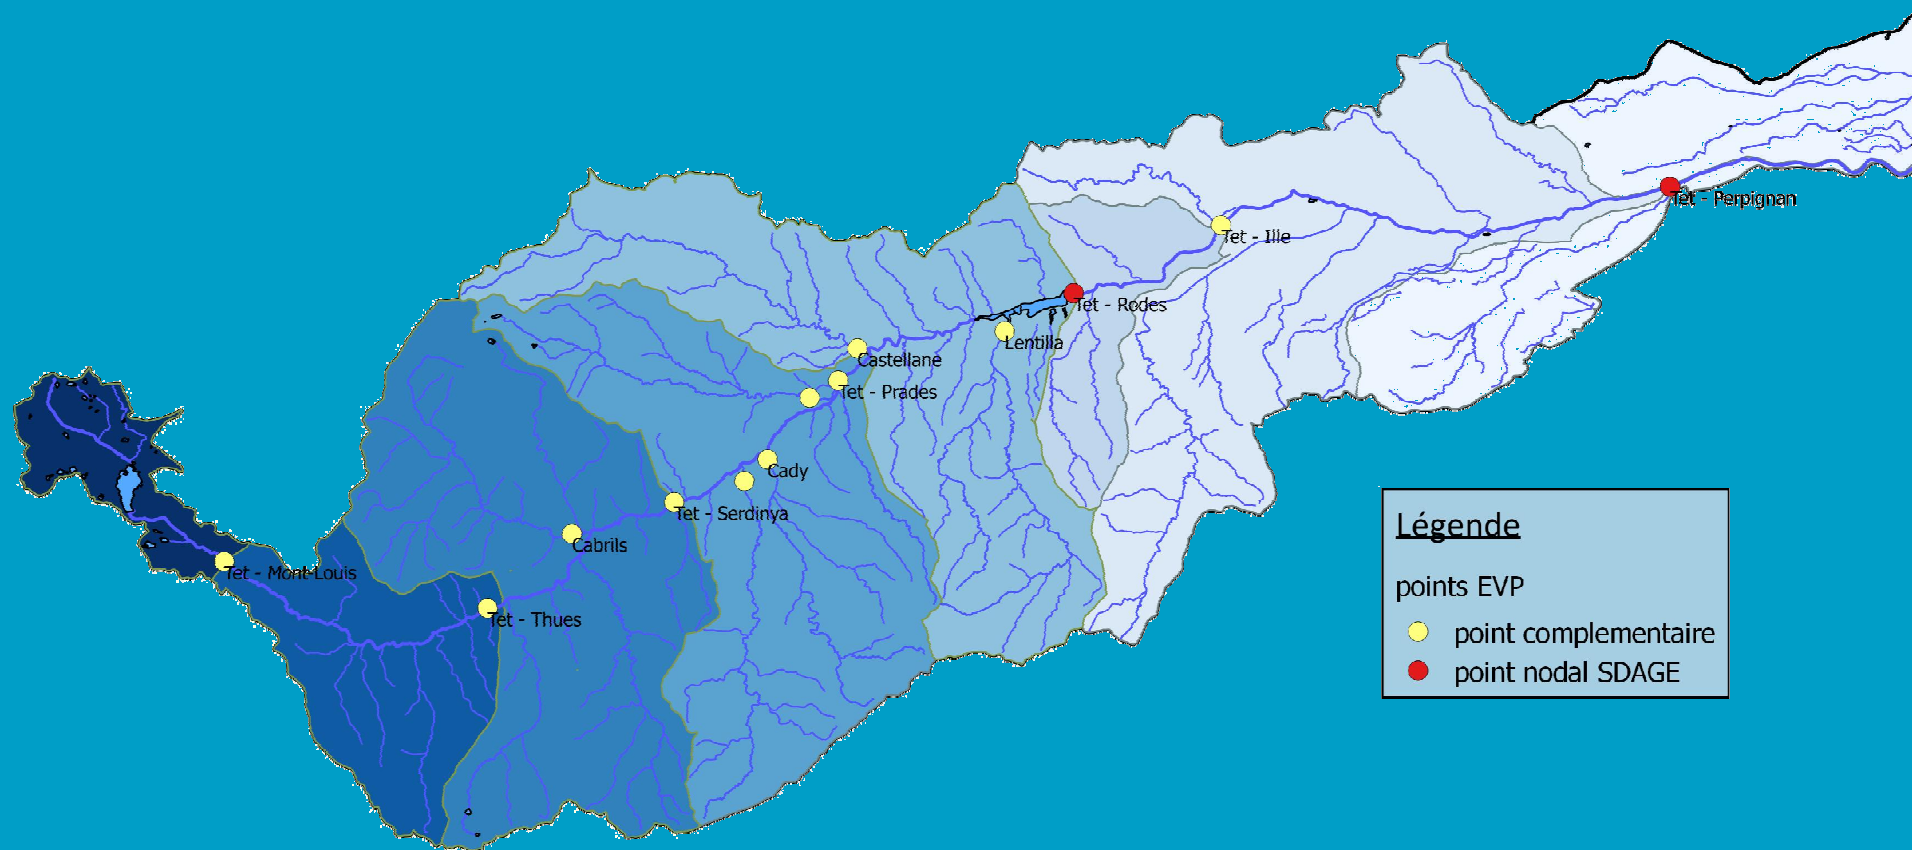 Tet - Perpignan
Tet - Ille
Tet - Rodes
Lentilla
Castellane
Tet - Prades
Cady
Tet - Serdinya
Cabrils
Tet - Mont-Louis
Tet - Thues
Légende
points EVP
point complementaire
point nodal SDAGE